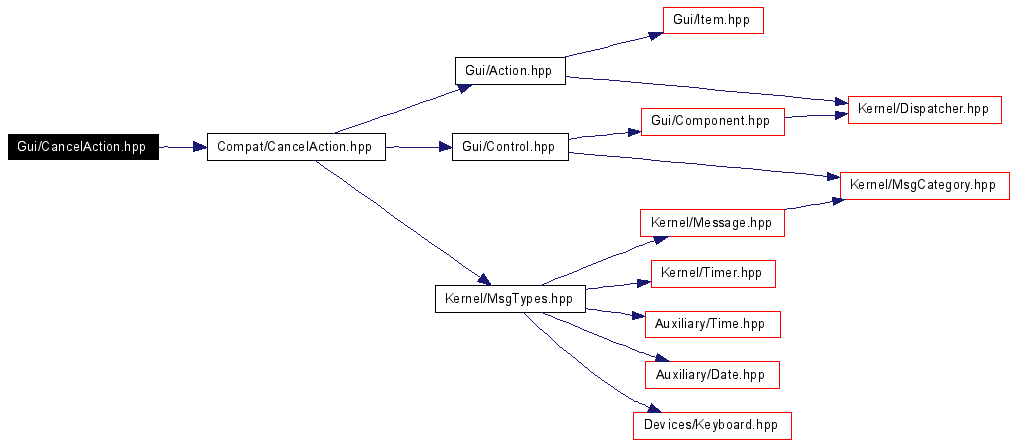 Gui/Item.hpp
Gui/Action.hpp
Kernel/Dispatcher.hpp
Gui/Component.hpp
Gui/CancelAction.hpp
Compat/CancelAction.hpp
Gui/Control.hpp
Kernel/MsgCategory.hpp
Kernel/Message.hpp
Kernel/Timer.hpp
Kernel/MsgTypes.hpp
Auxiliary/Time.hpp
Auxiliary/Date.hpp
Devices/Keyboard.hpp